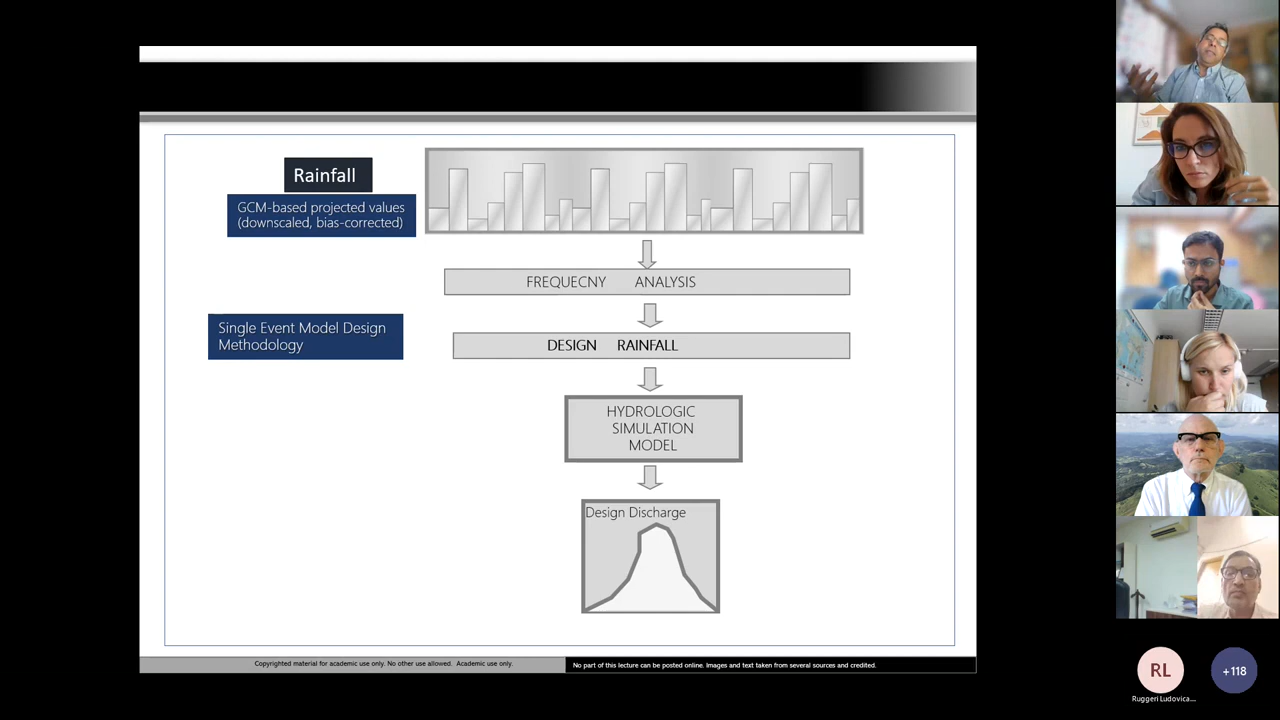 Rainfall
GCM-based projected values
(downscaled, bias-corrected)
FREQUECNY ANALYSIS
Single Event Model Design
Methodology
DESIGN RAINFALL
HYDROLOGIC
SIMULATION
MODEL
Design Discharge
Copyrighted material for academic use only. No other use allowed. Academic use only.
No part of this lecture can be posted online. Images and text taken from several sources and credited.
RL
+118
Ruggeri Ludovica...